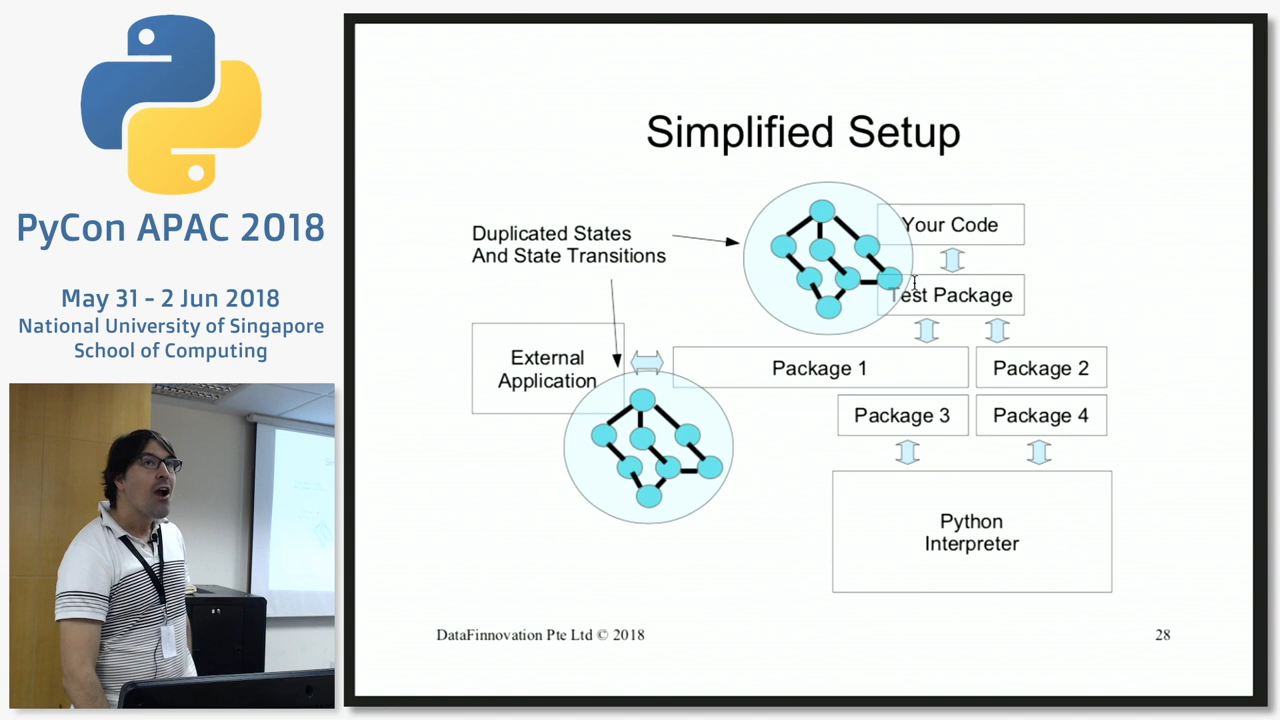 PyCon APAC 2018
May 31 - 2 Jun 2018
National University of Singapore
School of Computing
Simplified Setup
Duplicated States
And State Transitions
Your Code
Test Package
External
Application
Package 1
Package 2
Package 3
Package 4
Python
Interpreter
DataFinnovation Pte Ltd © 2018
28